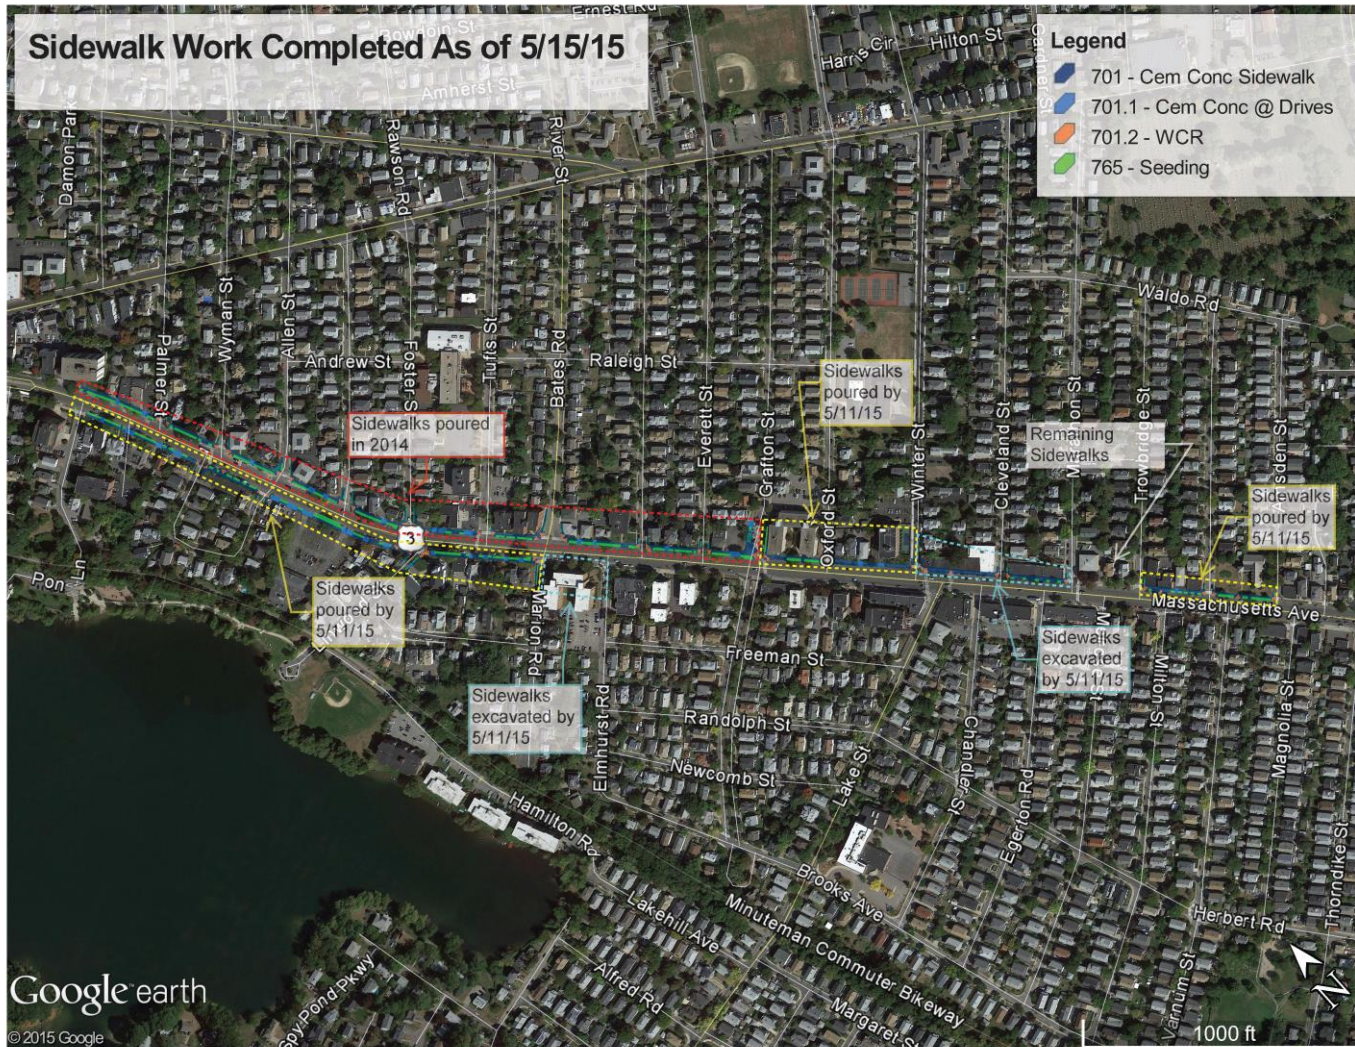 Sidewalk Work Completed As of 5/15/15
Legend
701 - Cem Conc Sidewalk
701.1 - Cem Conc @ Drives
701.2 - WCR
765 - Seeding
Ernest Rd
Bowdoin St
Amherst St
Harris Cir
Hilton St
Gardner St
Damon Park
Rawson Rd
River St
Waldo Rd
Palmer St
Wyman St
Allen St
Andrew St
Foster St
Tufts St
Bates Rd
Raleigh St
Everett St
Grafton St
Oxford St
Winter St
Cleveland St
Trowbridge St
Sidewalks poured
in 2014
Sidewalks
poured by
5/11/15
Remaining
Sidewalks
Sidewalks
poured by
5/11/15
3
Massachusetts Ave
Pon
Ln
Sidewalks
poured by
5/11/15
Marion Rd
Sidewalks
excavated by
5/11/15
Sidewalks
excavated
by 5/11/15
Freeman St
Randolph St
Newcomb St
Elmhurst Rd
Lake St
Chandler St
Egerton Rd
Milton St
Magnolia St
Thorndike St
Hamilton Rd
Brooks Ave
Herbert Rd
Lakehill Ave
Minuteman Commuter Bikeway
Alfred Rd
Margaret St
Varnum St
Spy Pond Pkwy
Google earth
© 2015 Google
N
1000 ft